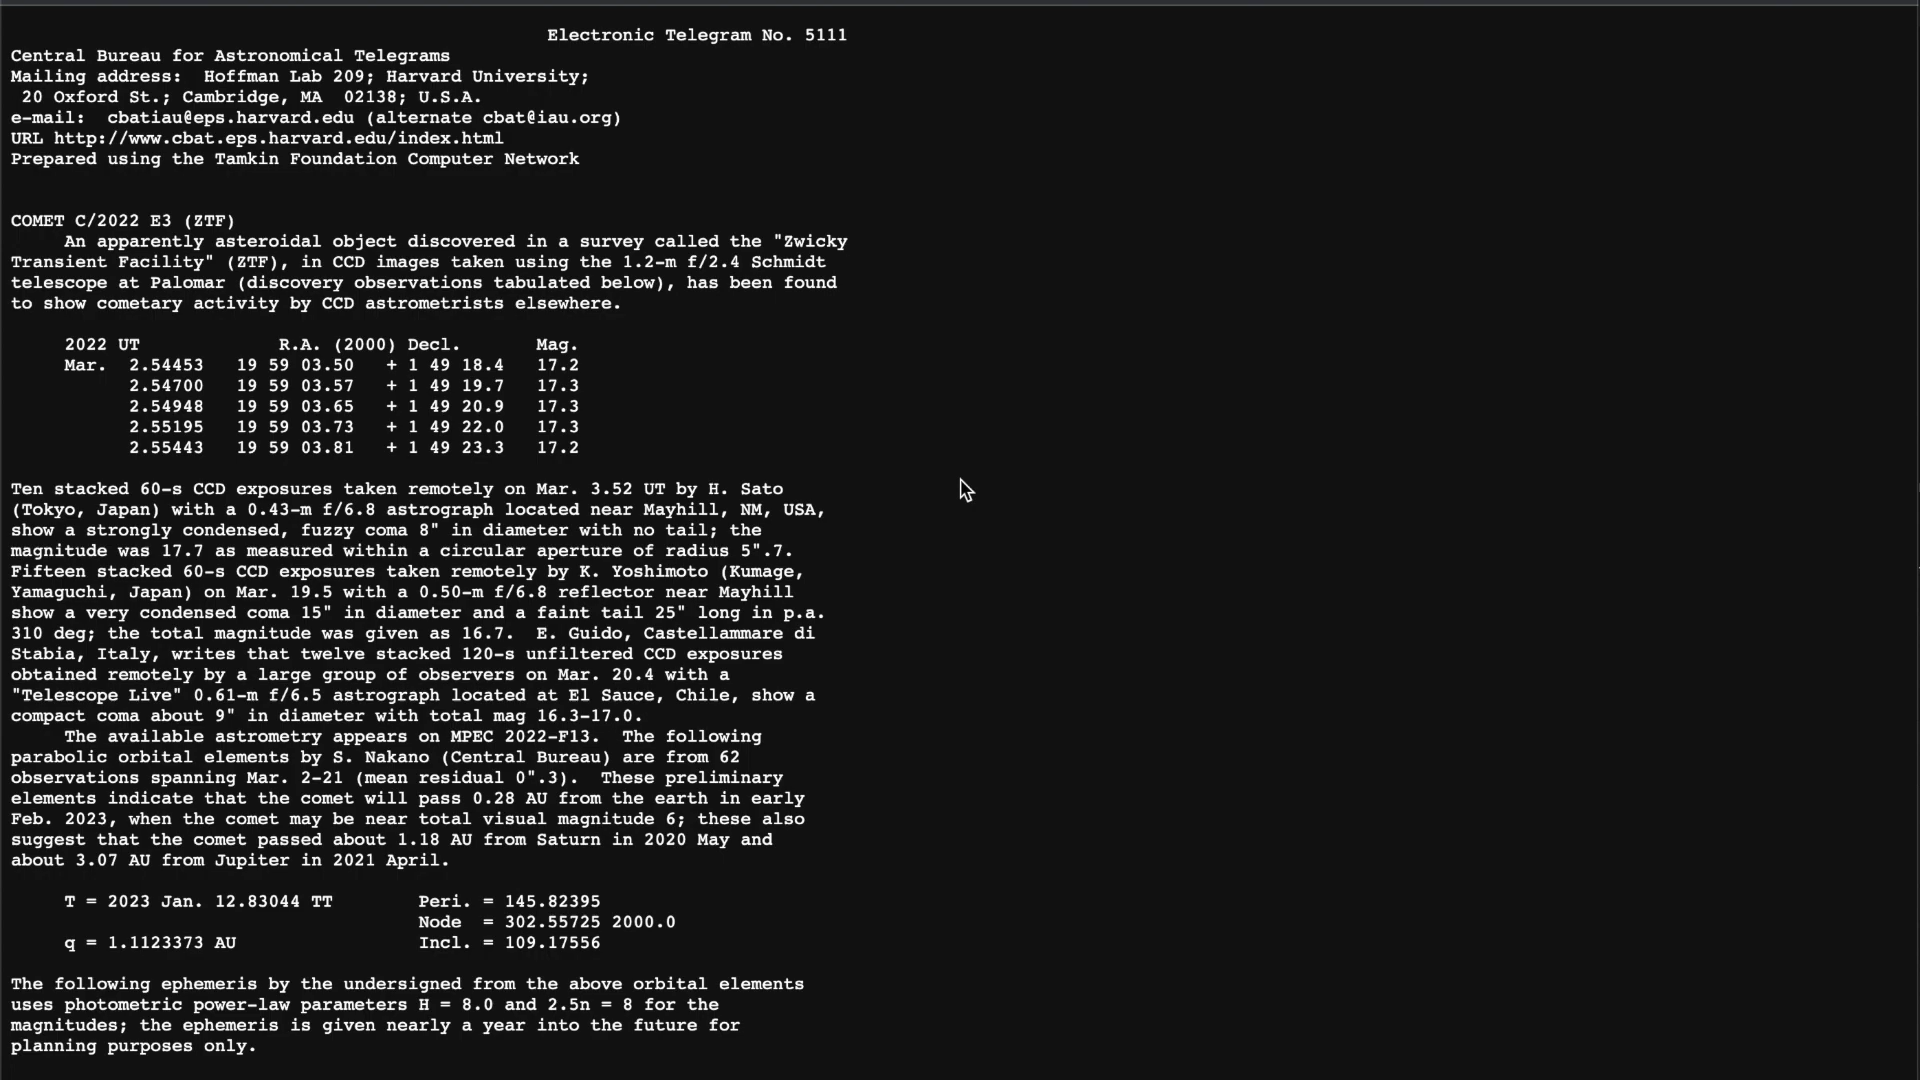 Electronic Telegram No. 5111
Central Bureau for Astronomical Telegrams
Mailing address:  Hoffman Lab 209; Harvard University;
 20 Oxford St.; Cambridge, MA  02138; U.S.A.
e-mail:  cbatiau@eps.harvard.edu (alternate cbat@iau.org)
URL http://www.cbat.eps.harvard.edu/index.html
Prepared using the Tamkin Foundation Computer Network
COMET C/2022 E3 (ZTF)
     An apparently asteroidal object discovered in a survey called the "Zwicky
Transient Facility" (ZTF), in CCD images taken using the 1.2-m f/2.4 Schmidt
telescope at Palomar (discovery observations tabulated below), has been found
to show cometary activity by CCD astrometrists elsewhere.
     2022 UT             R.A. (2000) Decl.       Mag.
     Mar.  2.54453   19 59 03.50   + 1 49 18.4   17.2
           2.54700   19 59 03.57   + 1 49 19.7   17.3
           2.54948   19 59 03.65   + 1 49 20.9   17.3
           2.55195   19 59 03.73   + 1 49 22.0   17.3
           2.55443   19 59 03.81   + 1 49 23.3   17.2
Ten stacked 60-s CCD exposures taken remotely on Mar. 3.52 UT by H. Sato
(Tokyo, Japan) with a 0.43-m f/6.8 astrograph located near Mayhill, NM, USA,
show a strongly condensed, fuzzy coma 8" in diameter with no tail; the
magnitude was 17.7 as measured within a circular aperture of radius 5".7.
Fifteen stacked 60-s CCD exposures taken remotely by K. Yoshimoto (Kumage,
Yamaguchi, Japan) on Mar. 19.5 with a 0.50-m f/6.8 reflector near Mayhill
show a very condensed coma 15" in diameter and a faint tail 25" long in p.a.
310 deg; the total magnitude was given as 16.7.  E. Guido, Castellammare di
Stabia, Italy, writes that twelve stacked 120-s unfiltered CCD exposures
obtained remotely by a large group of observers on Mar. 20.4 with a
"Telescope Live" 0.61-m f/6.5 astrograph located at El Sauce, Chile, show a
compact coma about 9" in diameter with total mag 16.3-17.0.
     The available astrometry appears on MPEC 2022-F13.  The following
parabolic orbital elements by S. Nakano (Central Bureau) are from 62
observations spanning Mar. 2-21 (mean residual 0".3).  These preliminary
elements indicate that the comet will pass 0.28 AU from the earth in early
Feb. 2023, when the comet may be near total visual magnitude 6; these also
suggest that the comet passed about 1.18 AU from Saturn in 2020 May and
about 3.07 AU from Jupiter in 2021 April.
     T = 2023 Jan. 12.83044 TT        Peri. = 145.82395
                                      Node  = 302.55725 2000.0
     q = 1.1123373 AU                 Incl. = 109.17556
The following ephemeris by the undersigned from the above orbital elements
uses photometric power-law parameters H = 8.0 and 2.5n = 8 for the
magnitudes; the ephemeris is given nearly a year into the future for
planning purposes only.